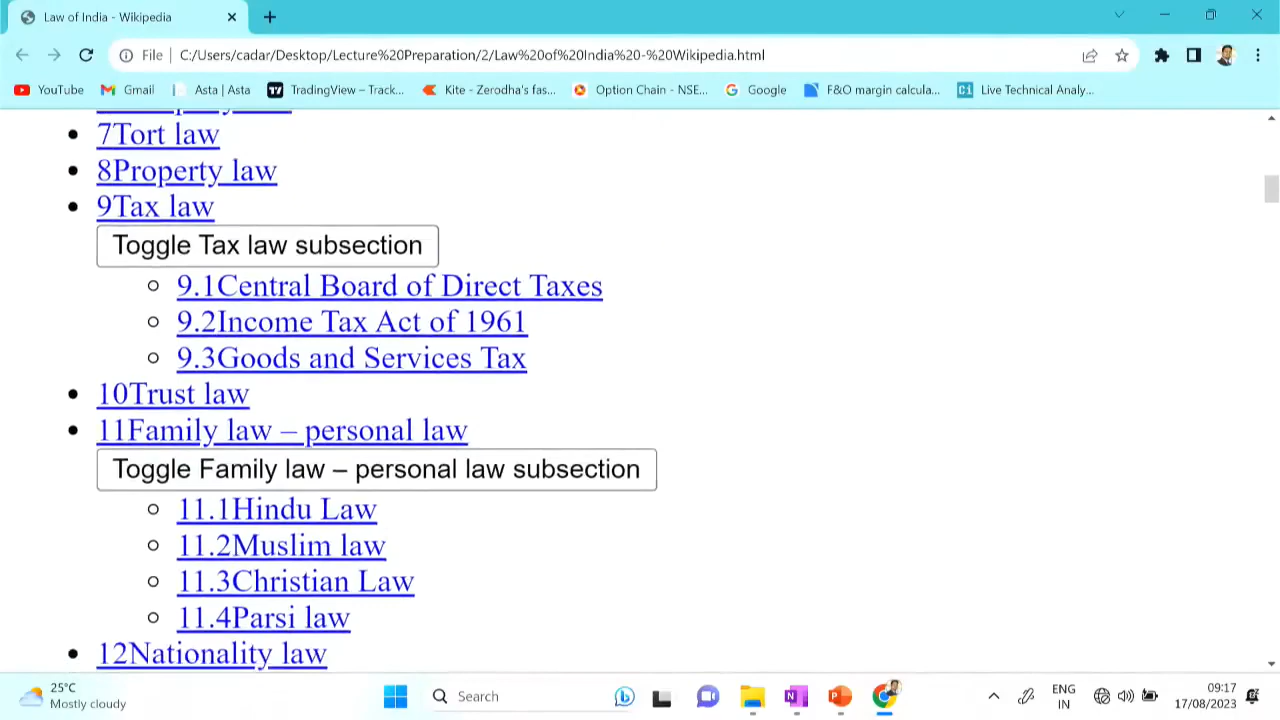 Law of India - Wikipedia
File
C:/Users/cadar/Desktop/Lecture%20Preparation/2/Law%20of%20India%20-%20Wikipedia.html
YouTube Gmail Asta | Asta TradingView – Track... Kite - Zerodha's fas... Option Chain - NSE... Google F&O margin calcula... Live Technical Analy...
7Tort law
8Property law
9Tax law
Toggle Tax law subsection
9.1Central Board of Direct Taxes
9.2Income Tax Act of 1961
9.3Goods and Services Tax
10Trust law
11Family law – personal law
Toggle Family law – personal law subsection
11.1Hindu Law
11.2Muslim law
11.3Christian Law
11.4Parsi law
12Nationality law
25°C
Mostly cloudy
Search
ENG
IN
09:17
17/08/2023